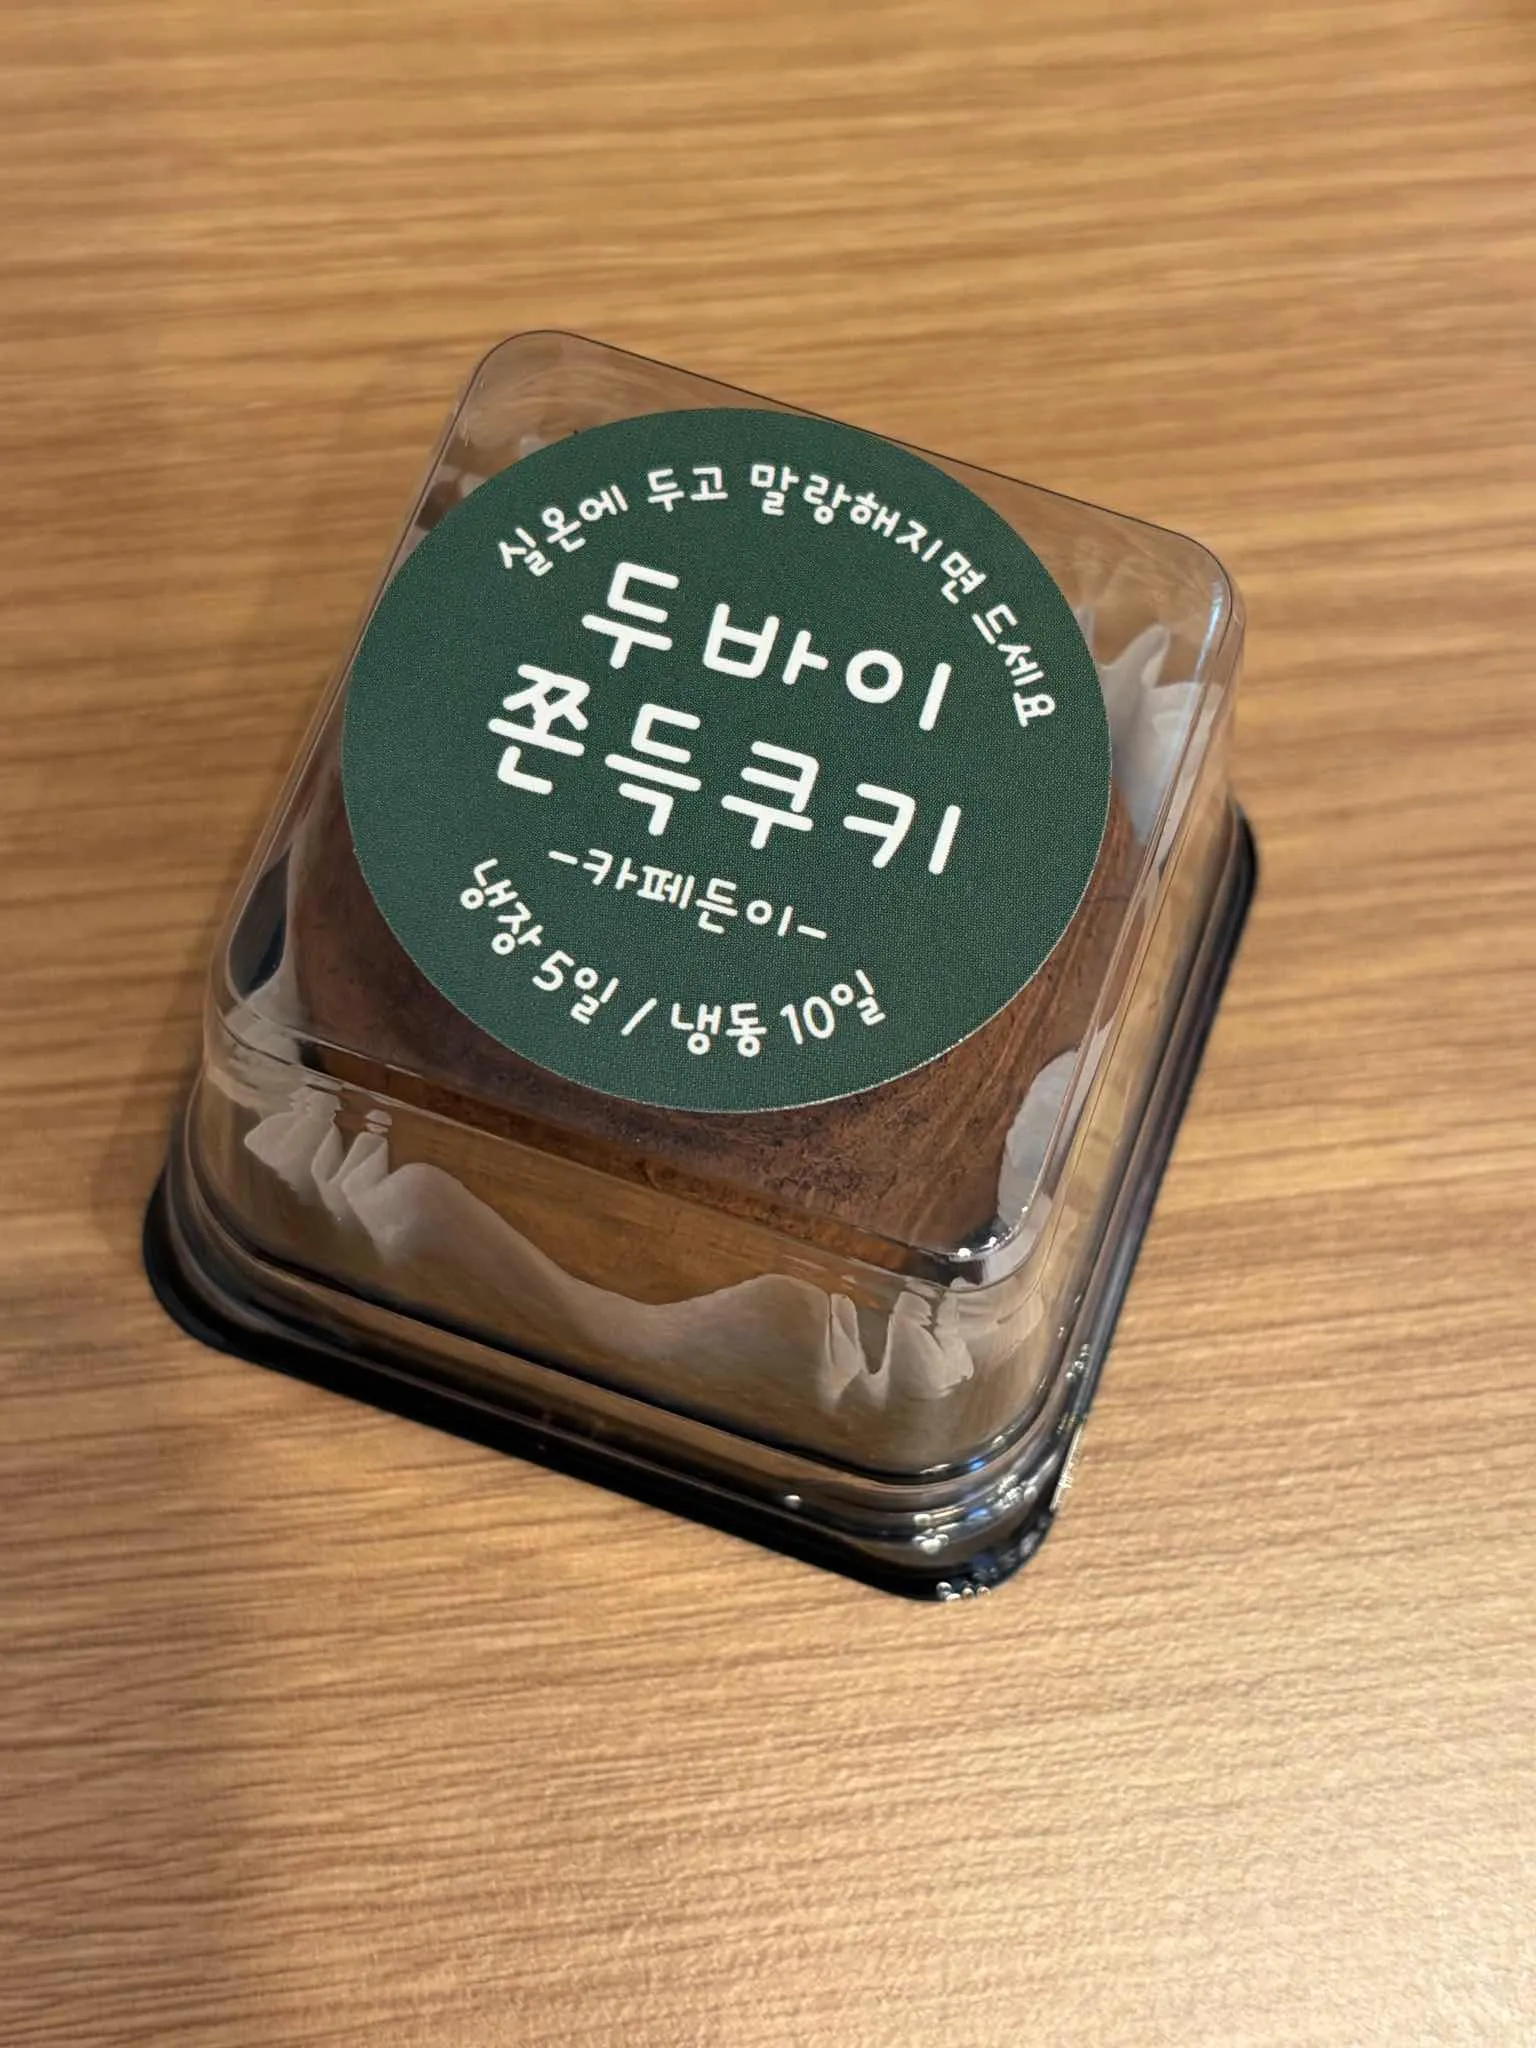 실온에 두고 말랑해지면 드세요
두바이
쫀득쿠키
-카페든이-
냉장 5일 / 냉동 10일